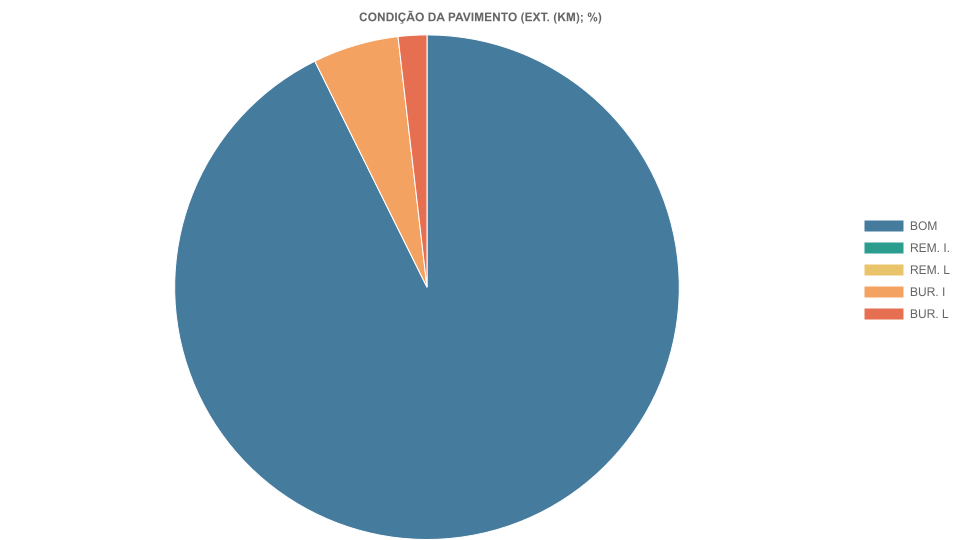 CONDIÇÃO DA PAVIMENTO (EXT. (KM); %)
BOM
REM. I.
REM. L
BUR. I
BUR. L